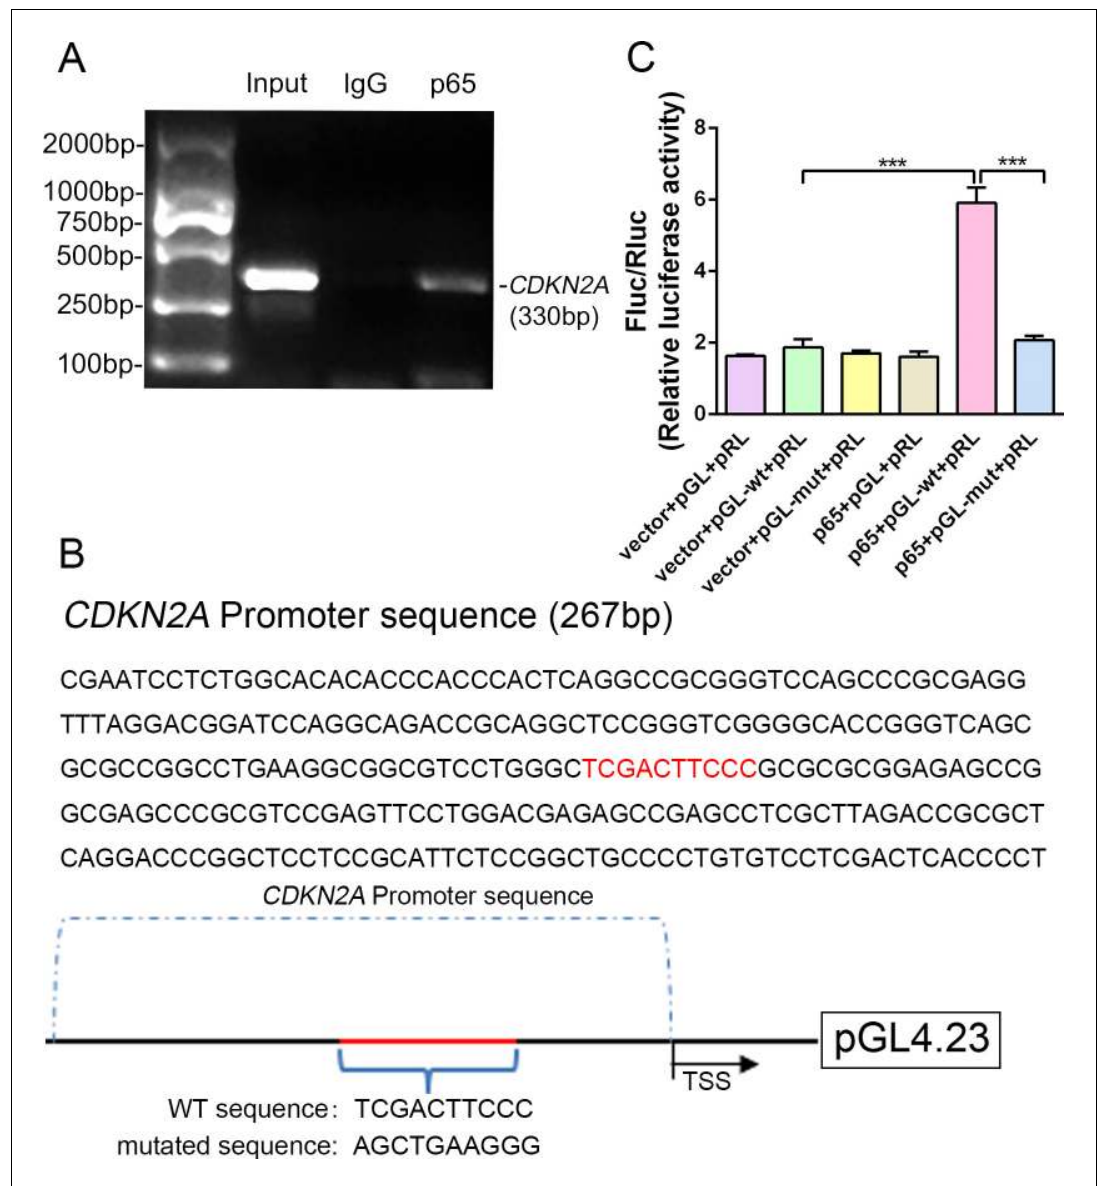 A
Input IgG p65
2000bp-
1000bp-
750bp-
500bp-
250bp-
100bp-
-CDKN2A
(330bp)
C
Fluc/Rluc
(Relative luciferase activity)
8
6
4
2
0
*** ***
vector+pGL+pRL
vector+pGL-wt+pRL
vector+pGL-mut+pRL
p65+pGL+pRL
p65+pGL-wt+pRL
p65+pGL-mut+pRL
B
CDKN2A Promoter sequence (267bp)
CGAATCCTCTGGCACACACCCACCCACTCAGGCCGCGGGTCCAGCCCGCGAGG
TTTAGGACGGATCCAGGCAGACCGCAGGCTCCGGGTCGGGGCACCGGGTCAGC
GCGCCGGCCTGAAGGCGGCGTCCTGGGCTCGACTTCCCGCGCGCGGAGAGCCG
GCGAGCCCGCGTCCGAGTTCCTGGACGAGAGCCGAGCCTCGCTTAGACCGCGCT
CAGGACCCGGCTCCTCCGCATTCTCCGGCTGCCCCTGTGTCCTCGACTCACCCCT
CDKN2A Promoter sequence
pGL4.23
TSS
WT sequence: TCGACTTCCC
mutated sequence: AGCTGAAGGG